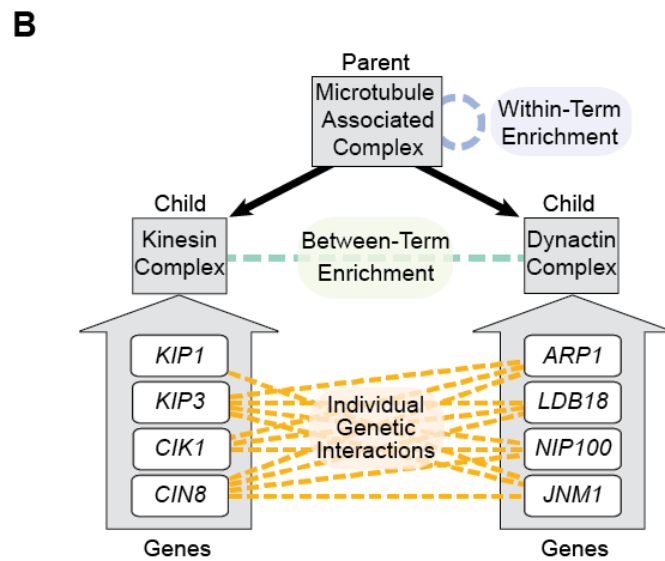 B
Parent
Microtubule
Associated
Complex
Within-Term
Enrichment
Child
Child
Kinesin
Complex
Between-Term
Enrichment
Dynactin
Complex
KIP1
KIP3
CIK1
CIN8
Individual
Genetic
Interactions
ARP1
LDB18
NIP100
JNM1
Genes
Genes